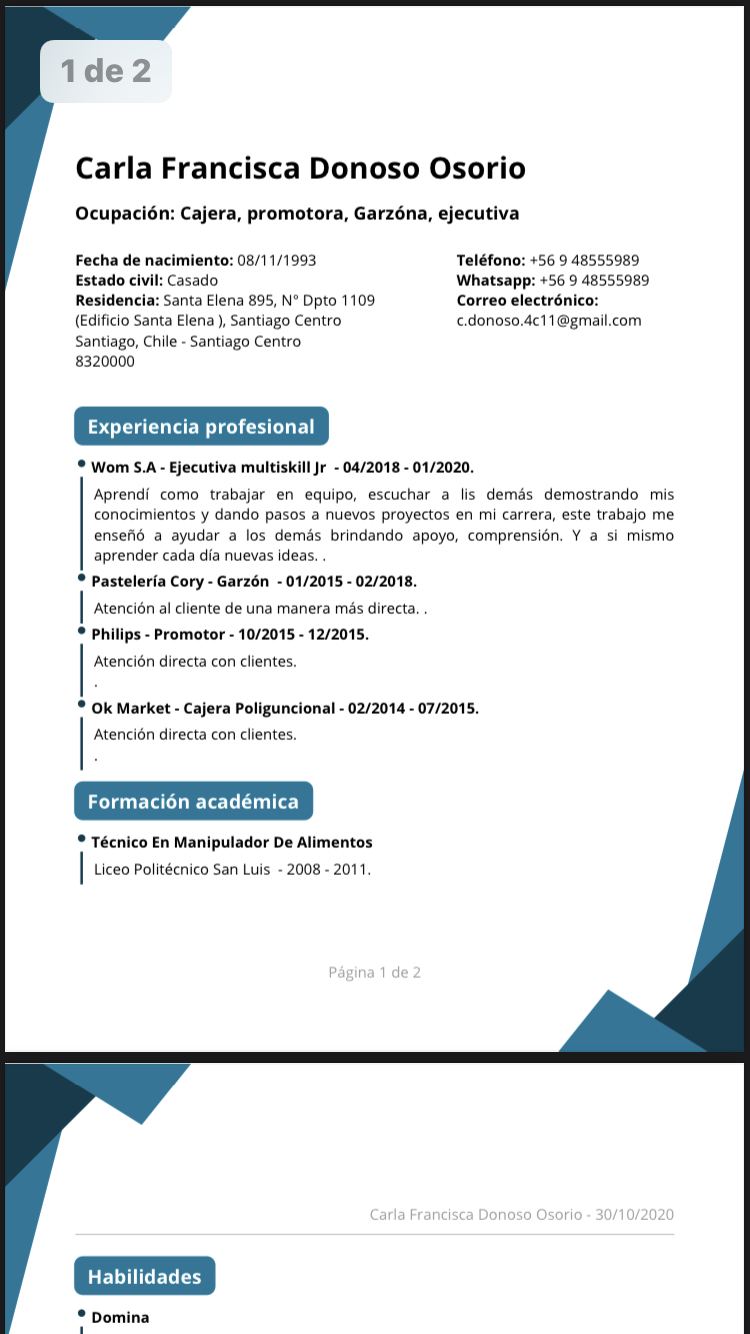 1 de 2
Carla Francisca Donoso Osorio
Ocupación: Cajera, promotora, Garzóna, ejecutiva
Fecha de nacimiento: 08/11/1993
Estado civil: Casado
Residencia: Santa Elena 895, N° Dpto 1109
(Edificio Santa Elena ), Santiago Centro
Santiago, Chile - Santiago Centro
8320000
Teléfono: +56 9 48555989
Whatsapp: +56 9 48555989
Correo electrónico:
c.donoso.4c11@gmail.com
Experiencia profesional
Wom S.A - Ejecutiva multiskill Jr - 04/2018 - 01/2020.
Aprendí como trabajar en equipo, escuchar a lis demás demostrando mis
conocimientos y dando pasos a nuevos proyectos en mi carrera, este trabajo me
enseñó a ayudar a los demás brindando apoyo, comprensión. Y a si mismo
aprender cada día nuevas ideas. .
Pastelería Cory - Garzón - 01/2015 - 02/2018.
Atención al cliente de una manera más directa. .
Philips - Promotor - 10/2015 - 12/2015.
Atención directa con clientes.
.
Ok Market - Cajera Poliguncional - 02/2014 - 07/2015.
Atención directa con clientes.
.
Formación académica
Técnico En Manipulador De Alimentos
Liceo Politécnico San Luis - 2008 - 2011.
Página 1 de 2
Carla Francisca Donoso Osorio - 30/10/2020
Habilidades
Domina